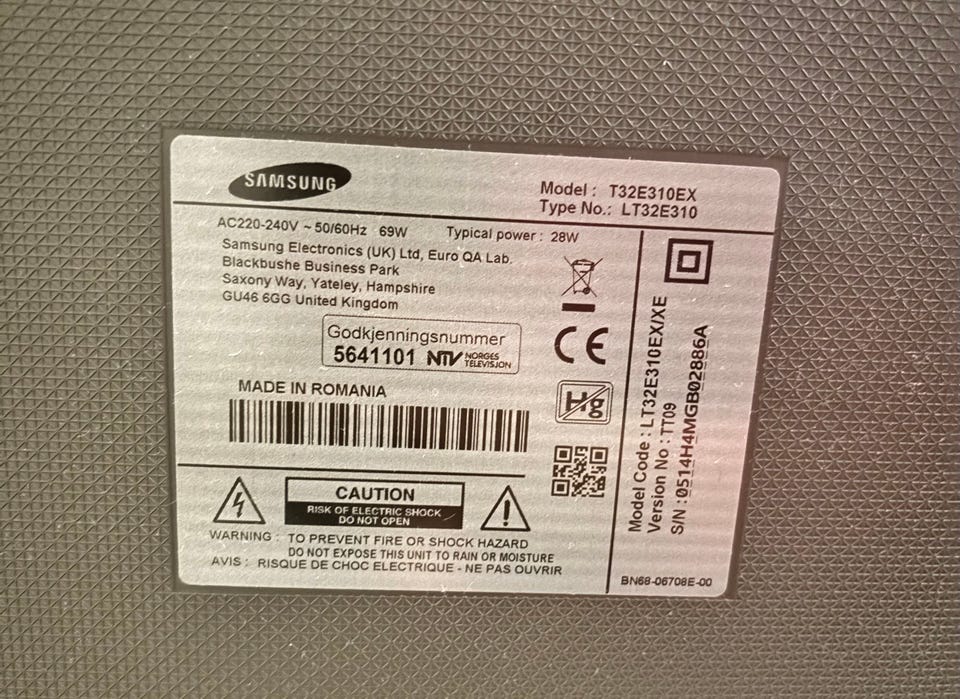 SAMSUNG
Model : T32E310EX
Type No.: LT32E310
AC220-240V ~ 50/60Hz 69W Typical power : 28W
Samsung Electronics (UK) Ltd, Euro QA Lab.
Blackbushe Business Park
Saxony Way, Yateley, Hampshire
GU46 6GG United Kingdom
Godkjenningsnummer
5641101 NTV NORGES
TELEVISJON
MADE IN ROMANIA
CE
Hg
CAUTION
RISK OF ELECTRIC SHOCK
DO NOT OPEN
WARNING : TO PREVENT FIRE OR SHOCK HAZARD
DO NOT EXPOSE THIS UNIT TO RAIN OR MOISTURE
AVIS : RISQUE DE CHOC ELECTRIQUE - NE PAS OUVRIR
Model Code : LT32E310EX/XE
Version No : TT09
S/N : 0514H4MGB02886A
BN68-06708E-00